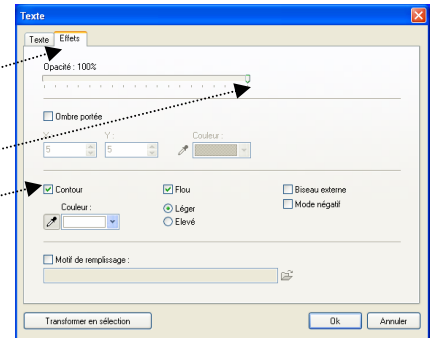 Texte
Texte Effets
Opacité : 100%
Ombre portée
X : Y : Couleur :
5 5
Contour Flou Biseau externe
Couleur : Léger Mode négatif
Elevé
Motif de remplissage :
Transformer en sélection Ok Annuler